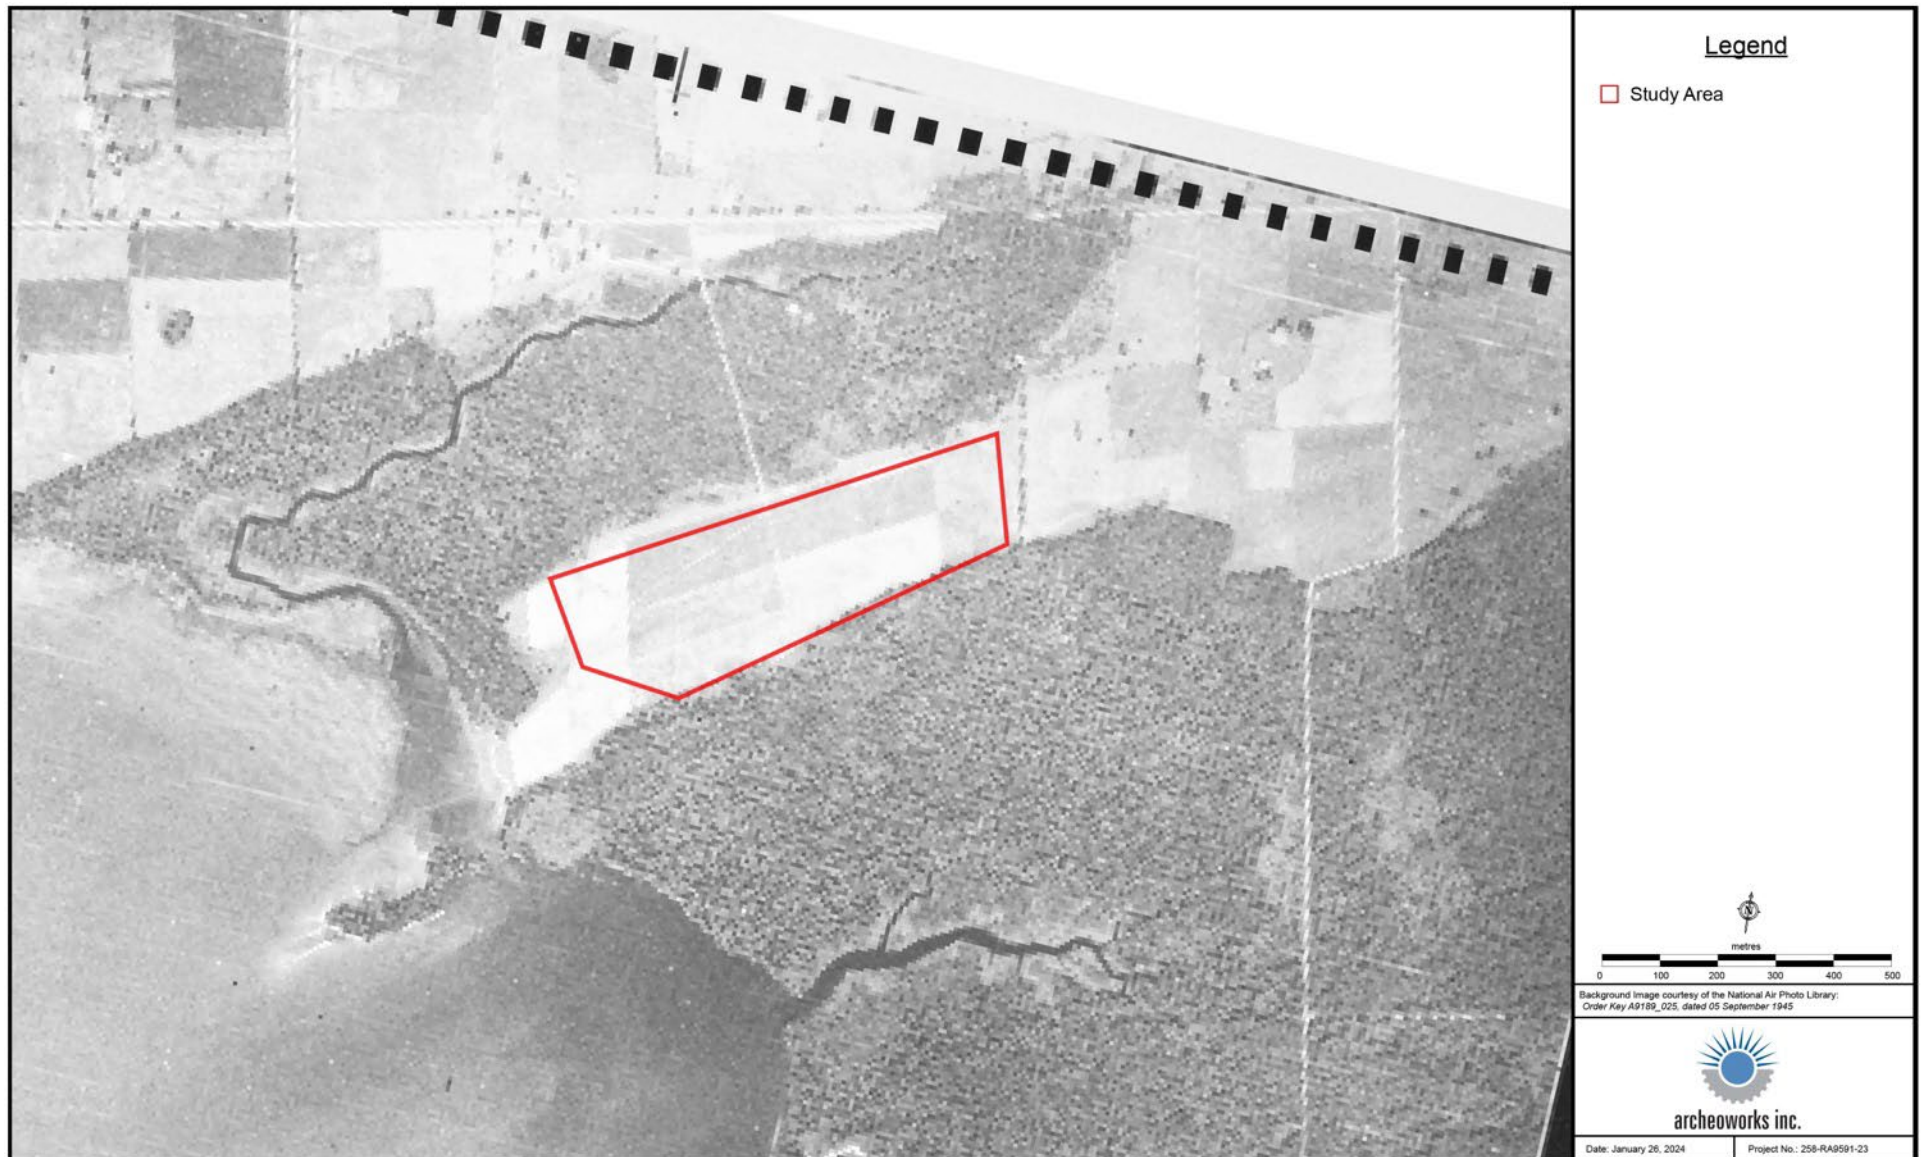 Legend
Study Area
N
metres
0 100 200 300 400 500
Background Image courtesy of the National Air Photo Library:
Order Key A9189_025, dated 05 September 1945
archeoworks inc.
Date: January 26, 2024
Project No.: 258-RA9591-23